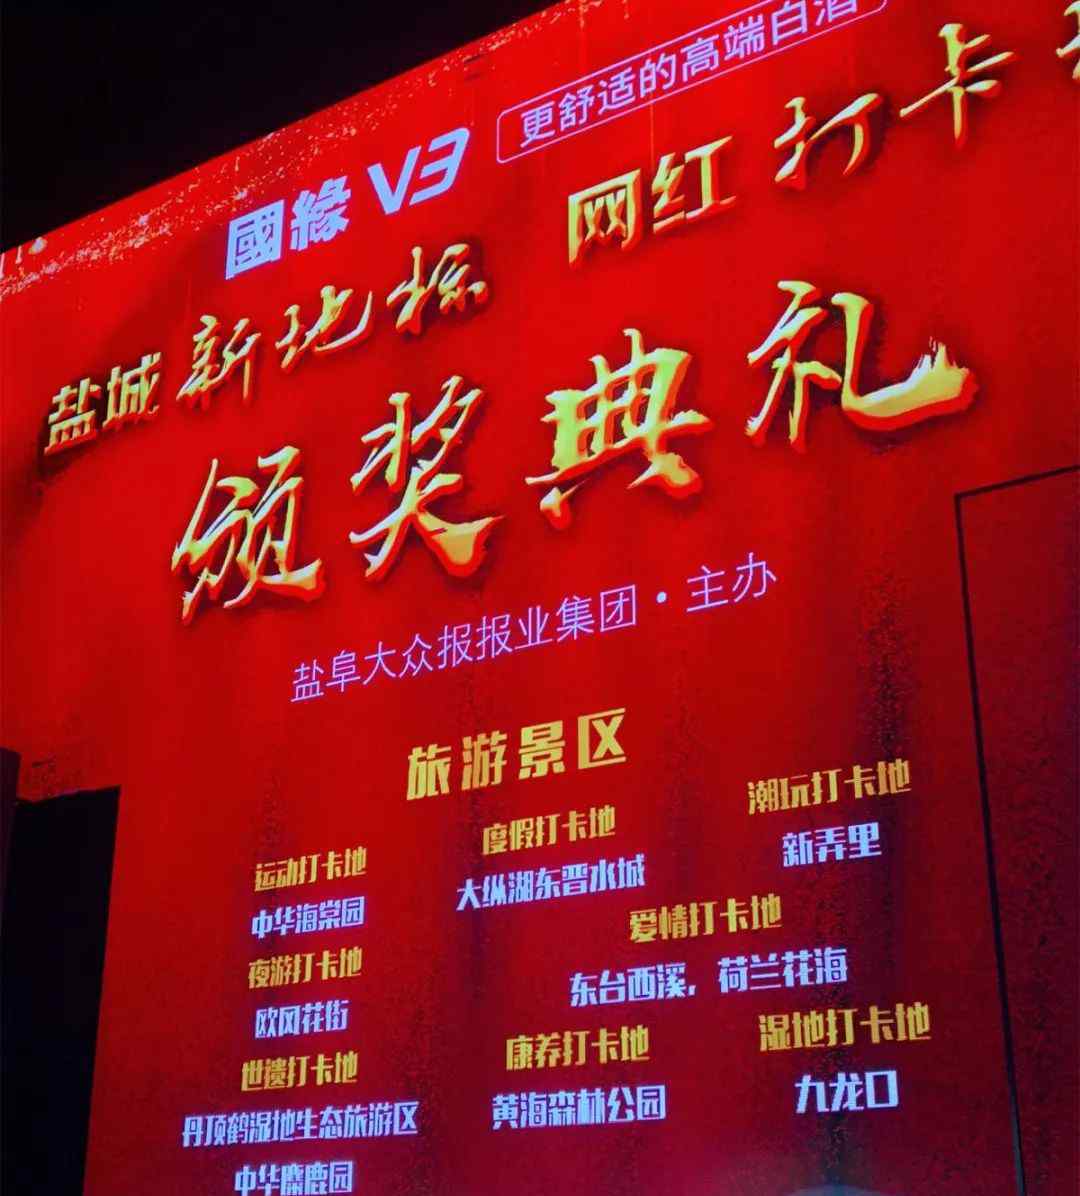 國緣 V3 更舒适的高端白酒
盐城新地标 网红打卡
颁奖典礼
盐阜大众报报业集团·主办
旅游景区
运动打卡地
中华海棠园
度假打卡地
大纵湖东晋水城
潮玩打卡地
新弄里
夜游打卡地
欧风花街
爱情打卡地
东台西溪,荷兰花海
世遗打卡地
丹顶鹤湿地生态旅游区
中华麋鹿园
康养打卡地
黄海森林公园
湿地打卡地
九龙口